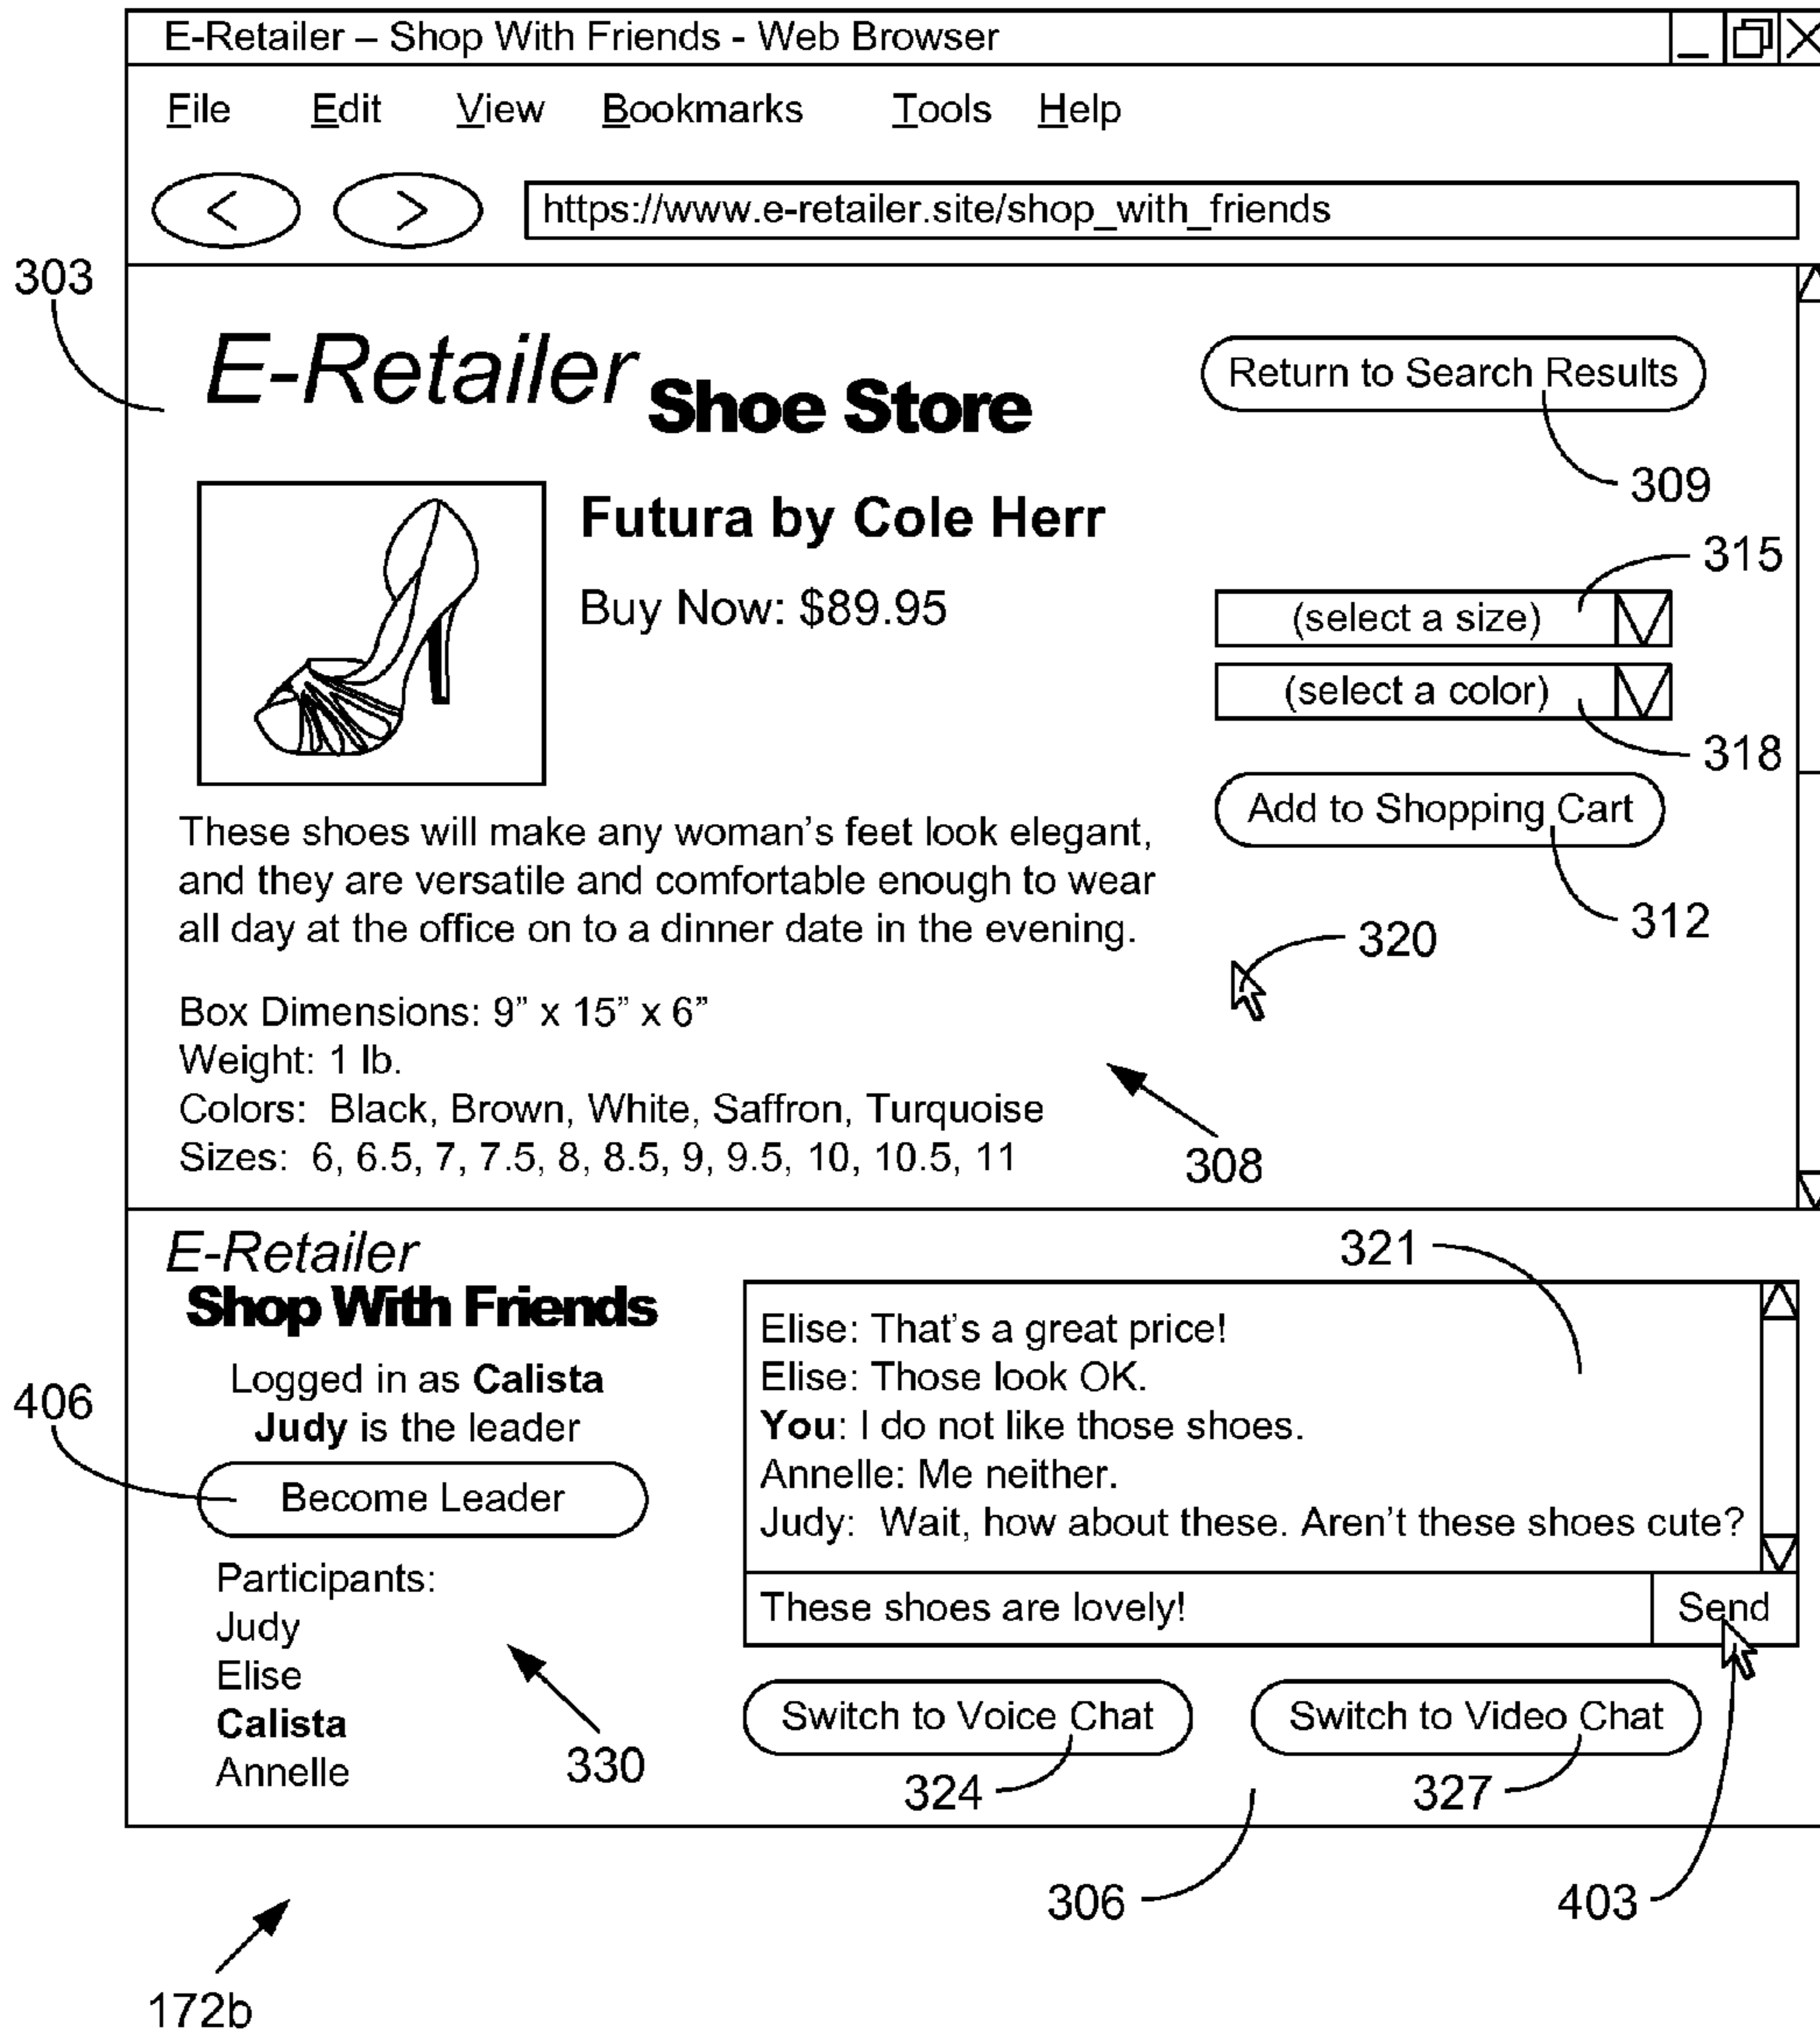 E-Retailer – Shop With Friends - Web Browser
File Edit View Bookmarks Tools Help
< > https://www.e-retailer.site/shop_with_friends
303
E-Retailer Shoe Store
Return to Search Results
309
Futura by Cole Herr
Buy Now: $89.95
315
(select a size)
(select a color)
318
Add to Shopping Cart
312
These shoes will make any woman's feet look elegant,
and they are versatile and comfortable enough to wear
all day at the office on to a dinner date in the evening.
320
Box Dimensions: 9” x 15” x 6”
Weight: 1 lb.
Colors: Black, Brown, White, Saffron, Turquoise
Sizes: 6, 6.5, 7, 7.5, 8, 8.5, 9, 9.5, 10, 10.5, 11
308
E-Retailer
Shop With Friends
Logged in as Calista
Judy is the leader
406
Become Leader
Participants:
Judy
Elise
Calista
Annelle
330
321
Elise: That's a great price!
Elise: Those look OK.
You: I do not like those shoes.
Annelle: Me neither.
Judy: Wait, how about these. Aren't these shoes cute?
These shoes are lovely!
Send
Switch to Voice Chat
Switch to Video Chat
324
327
306
403
172b